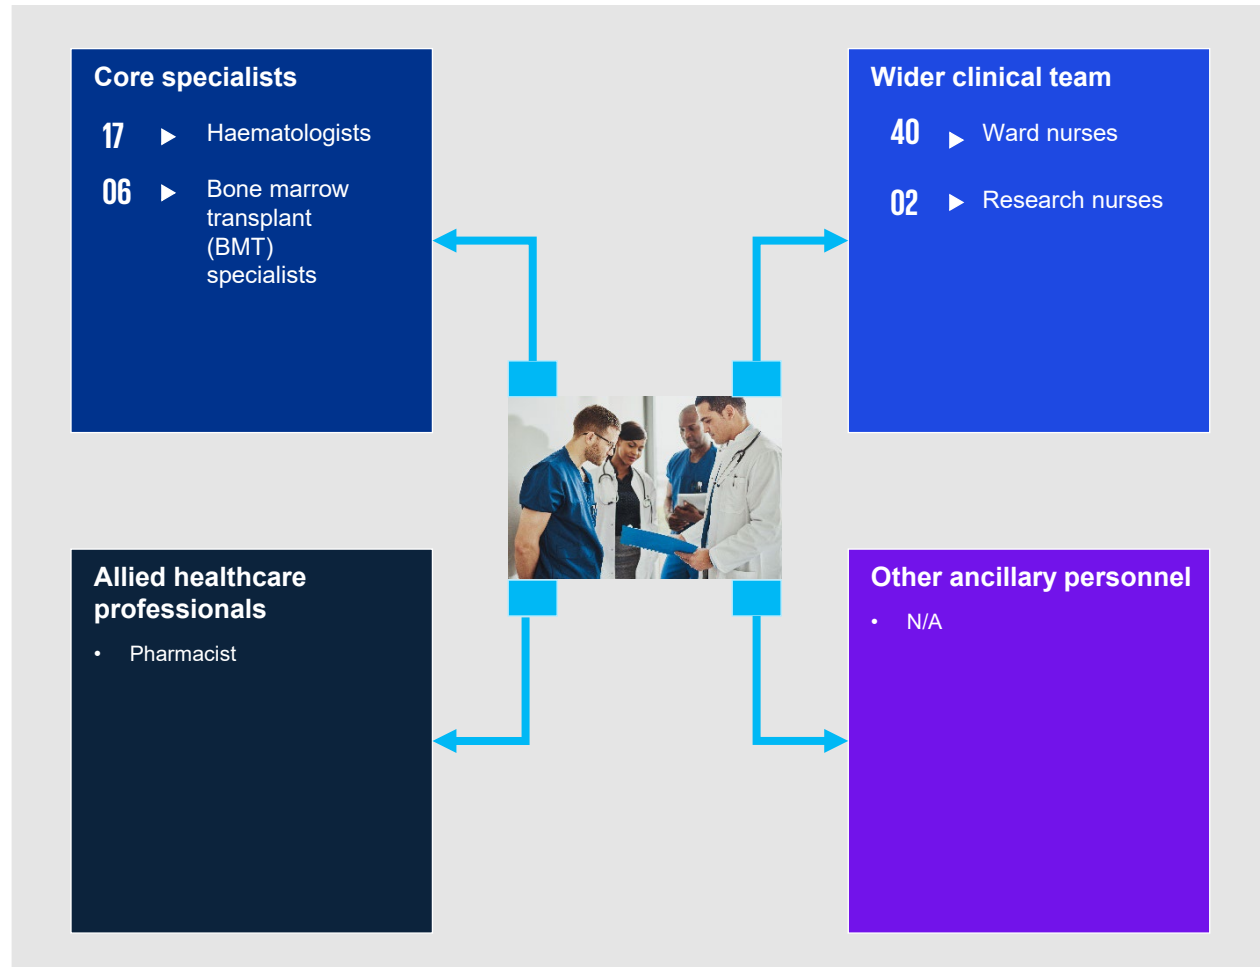 Core specialists
17 Haematologists
06 Bone marrow
transplant
(BMT)
specialists
Wider clinical team
40 Ward nurses
02 Research nurses
Allied healthcare
professionals
• Pharmacist
Other ancillary personnel
• N/A